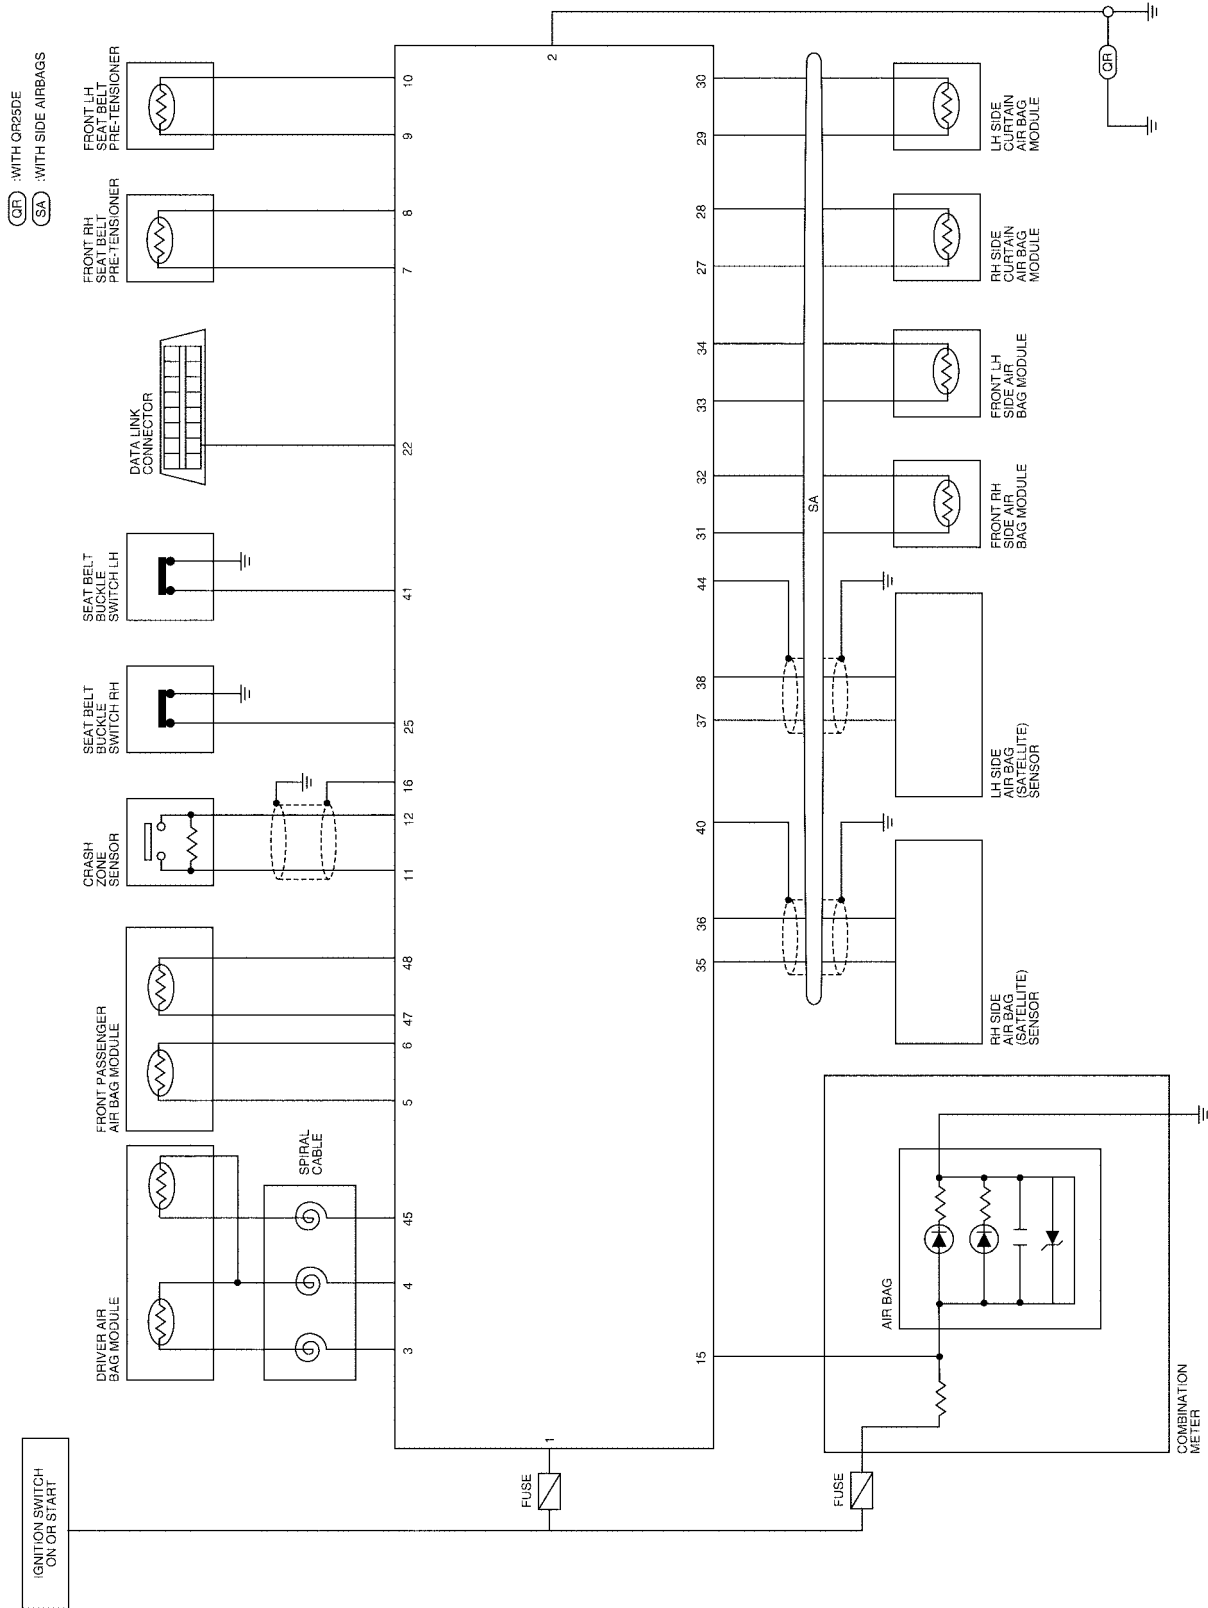 IGNITION SWITCH
ON OR START
FUSE
FUSE
1
DRIVER AIR
BAG MODULE
FRONT PASSENGER
AIR BAG MODULE
CRASH
ZONE
SENSOR
SEAT BELT
BUCKLE
SWITCH RH
SEAT BELT
BUCKLE
SWITCH LH
DATA LINK
CONNECTOR
FRONT RH
SEAT BELT
PRE-TENSIONER
FRONT LH
SEAT BELT
PRE-TENSIONER
QR :WITH QR25DE
SA :WITH SIDE AIRBAGS
SPIRAL
CABLE
3
4
45
5
6
47
48
11
12
16
25
41
22
7
8
9
10
2
15
35
36
40
37
38
44
31
32
33
34
27
28
29
30
SA
QR
AIR BAG
COMBINATION
METER
RH SIDE
AIR BAG
(SATELLITE)
SENSOR
LH SIDE
AIR BAG
(SATELLITE)
SENSOR
FRONT RH
SIDE AIR
BAG MODULE
FRONT LH
SIDE AIR
BAG MODULE
RH SIDE
CURTAIN
AIR BAG
MODULE
LH SIDE
CURTAIN
AIR BAG
MODULE